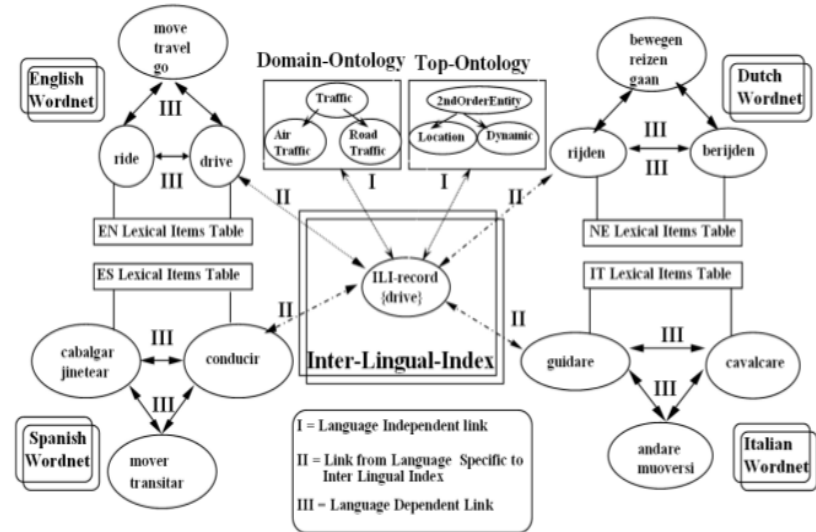 move
travel
go
English
Wordnet
III
ride
drive
III
EN Lexical Items Table
Domain-Ontology
Traffic
Air
Traffic
Road
Traffic
Top-Ontology
2ndOrderEntity
Location
Dynamic
I
I
II
II
bewegen
reizen
gaan
Dutch
Wordnet
rijden
III
III
berijden
NE Lexical Items Table
ES Lexical Items Table
cabalgar
jinetear
III
conducir
III
mover
transitar
Spanish
Wordnet
II
ILI-record
{drive}
Inter-Lingual-Index
II
IT Lexical Items Table
guidare
III
cavalcare
III
andare
muoversi
Italian
Wordnet
I = Language Independent link
II = Link from Language Specific to
Inter Lingual Index
III = Language Dependent Link